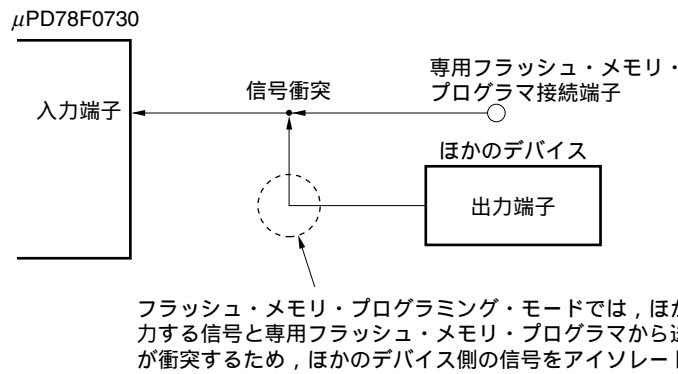 μPD78F0730
専用フラッシュ・メモリ・
プログラマ接続端子
信号衝突
入力端子
ほかのデバイス
出力端子
フラッシュ・メモリ・プログラミング・モードでは，ほか
力する信号と専用フラッシュ・メモリ・プログラマから
が衝突するため，ほかのデバイス側の信号をアイソレート